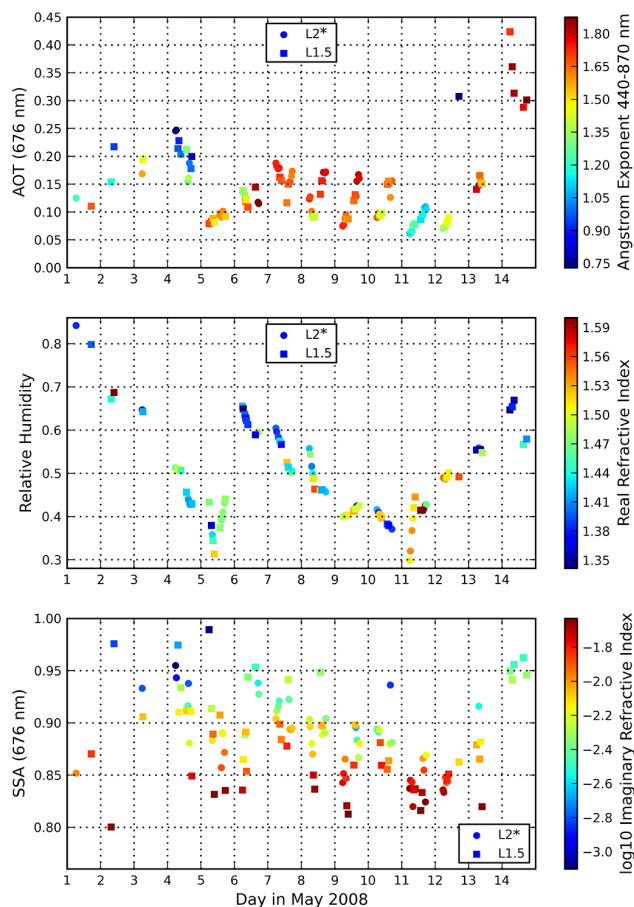 0.45
0.40
0.35
0.30
0.25
0.20
0.15
0.10
0.05
0.00
AOT (676 nm)
L2*
L1.5
1 2 3 4 5 6 7 8 9 10 11 12 13 14
1.80
1.65
1.50
1.35
1.20
1.05
0.90
0.75
Angstrom Exponent 440-870 nm
0.8
0.7
0.6
0.5
0.4
0.3
Relative Humidity
L2*
L1.5
1 2 3 4 5 6 7 8 9 10 11 12 13 14
1.59
1.56
1.53
1.50
1.47
1.44
1.41
1.38
1.35
Real Refractive Index
1.00
0.95
0.90
0.85
0.80
SSA (676 nm)
L2*
L1.5
1 2 3 4 5 6 7 8 9 10 11 12 13 14
Day in May 2008
−1.8
−2.0
−2.2
−2.4
−2.6
−2.8
−3.0
log10 Imaginary Refractive Index